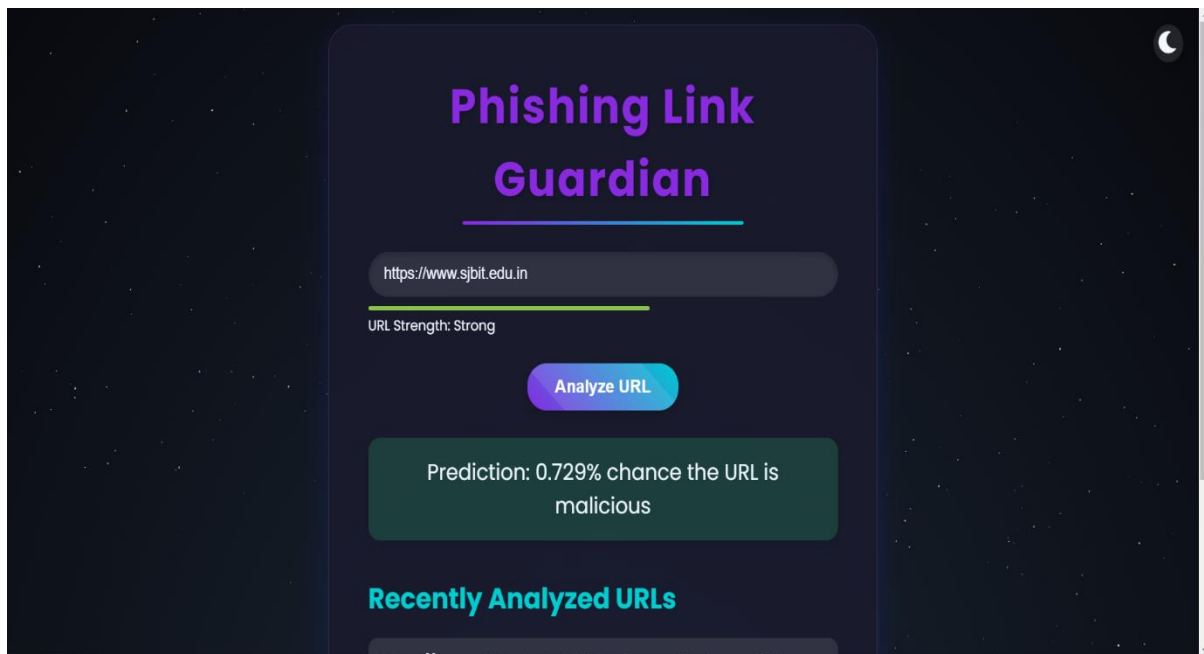 Phishing Link
Guardian
https://www.sjbit.edu.in
URL Strength: Strong
Analyze URL
Prediction: 0.729% chance the URL is
malicious
Recently Analyzed URLs